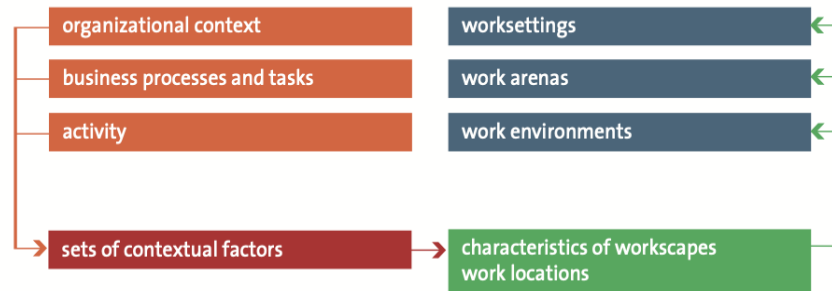 organizational context
worksettings
business processes and tasks
work arenas
activity
work environments
sets of contextual factors
characteristics of workscapes
work locations